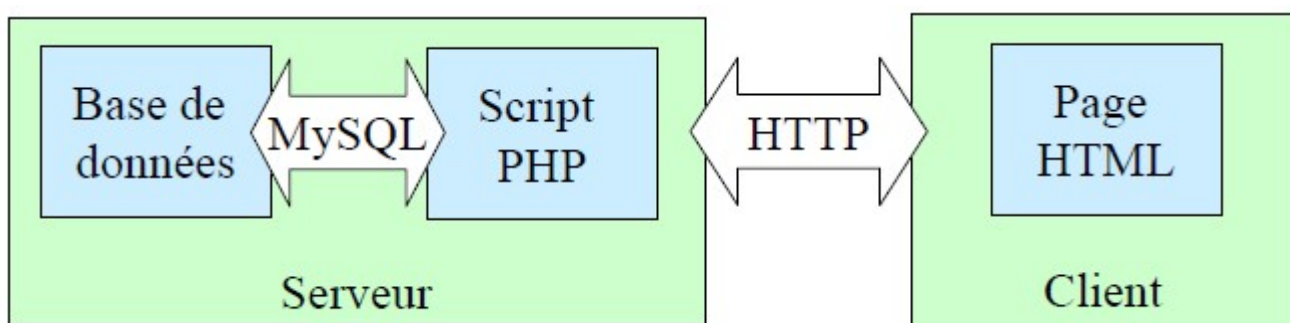 Base de
données
MySQL
Script
PHP
HTTP
Page
HTML
Serveur
Client